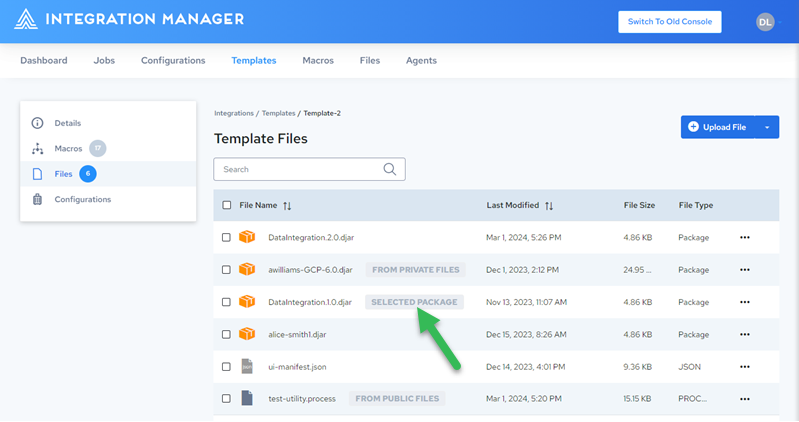 INTEGRATION MANAGER
Switch To Old Console
DL
Dashboard Jobs Configurations Templates Macros Files Agents
Details
Macros 17
Files 6
Configurations
Integrations / Templates / Template-2
Template Files
Upload File
Search
File Name Last Modified File Size File Type
DataIntegration.2.0.djar Mar 1, 2024, 5:26 PM 4.86 KB Package
awilliams-GCP-6.0.djar FROM PRIVATE FILES Dec 1, 2023, 2:12 PM 24.95 ... Package
DataIntegration.1.0.djar SELECTED PACKAGE Nov 13, 2023, 11:07 AM 4.86 KB Package
alice-smith1.djar Dec 15, 2023, 8:26 AM 4.86 KB Package
json ui-manifest.json Dec 14, 2023, 4:01 PM 9.36 KB JSON
test-utility.process FROM PUBLIC FILES Mar 1, 2024, 5:20 PM 15.15 KB PROC...